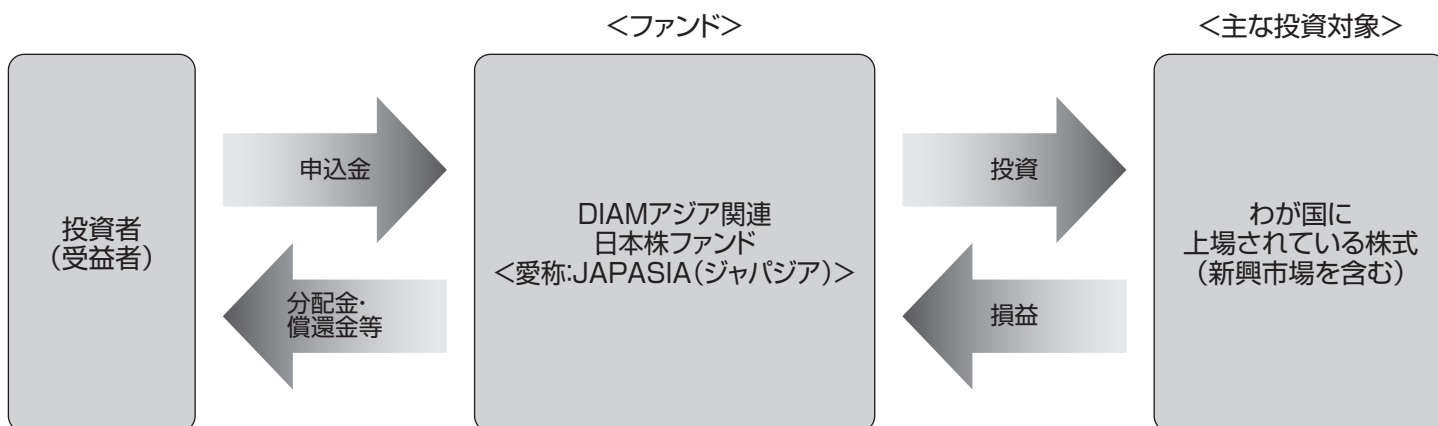 ＜ファンド＞
＜主な投資対象＞
投資者
（受益者）
申込金
分配金・
償還金等
DIAMアジア関連
日本株ファンド
＜愛称:JAPASIA（ジャパジア）＞
投資
損益
わが国に
上場されている株式
（新興市場を含む）